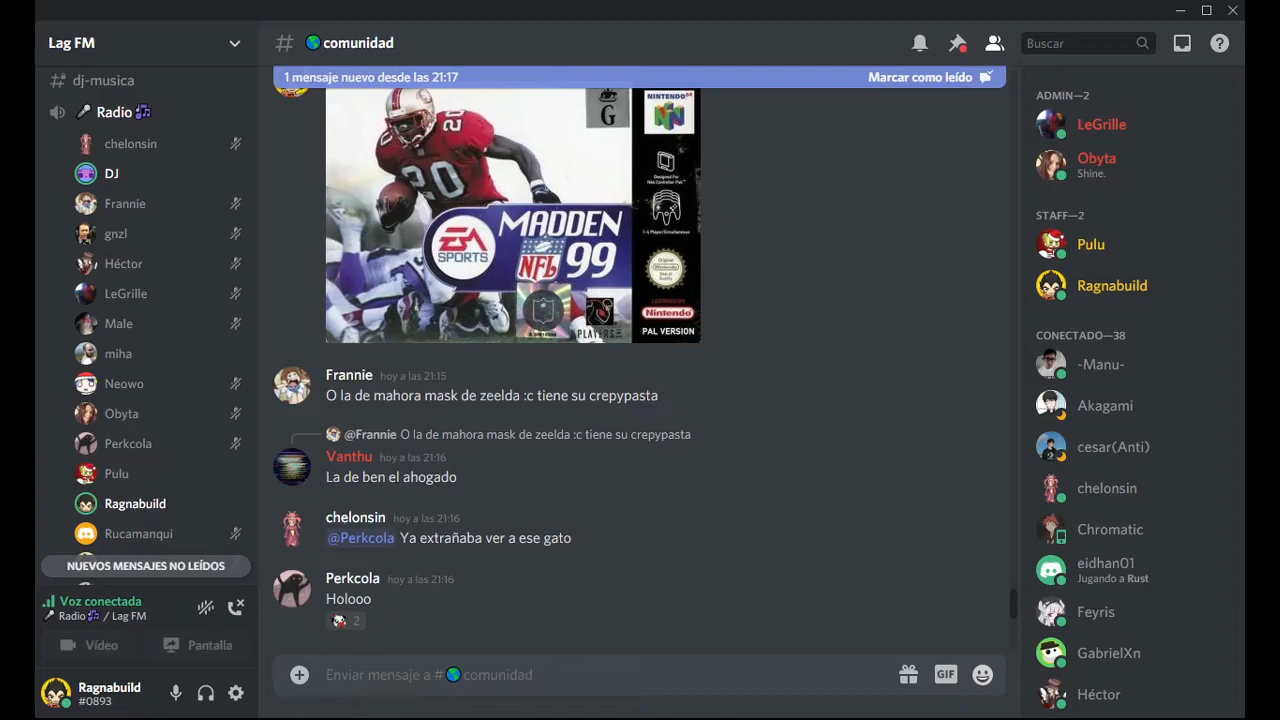 Lag FM
dj-musica
Radio
chelonsin
DJ
Frannie
gnzl
Héctor
LeGrille
Male
miha
Neowo
Obyta
Perkcola
Pulu
Ragnabuild
Rucamanqui
NUEVOS MENSAJES NO LEÍDOS
Voz conectada
Radio / Lag FM
Vídeo
Pantalla
Ragnabuild
#0893
comunidad
Buscar
1 mensaje nuevo desde las 21:17
Marcar como leído
20
20
G
NINTENDO 64
EA
SPORTS
MADDEN
NFL
99
PLAYERS
Nintendo
PAL VERSION
Frannie hoy a las 21:15
O la de mahora mask de zeelda :c tiene su crepypasta
@Frannie O la de mahora mask de zeelda :c tiene su crepypasta
Vanthu hoy a las 21:16
La de ben el ahogado
chelonsin hoy a las 21:16
@Perkcola Ya extrañaba ver a ese gato
Perkcola hoy a las 21:16
Holooo
2
Enviar mensaje a # comunidad
GIF
ADMIN—2
LeGrille
Obyta
Shine.
STAFF—2
Pulu
Ragnabuild
CONECTADO—38
-Manu-
Akagami
cesar(Anti)
chelonsin
Chromatic
eidhan01
Jugando a Rust
Feyris
GabrielXn
Héctor